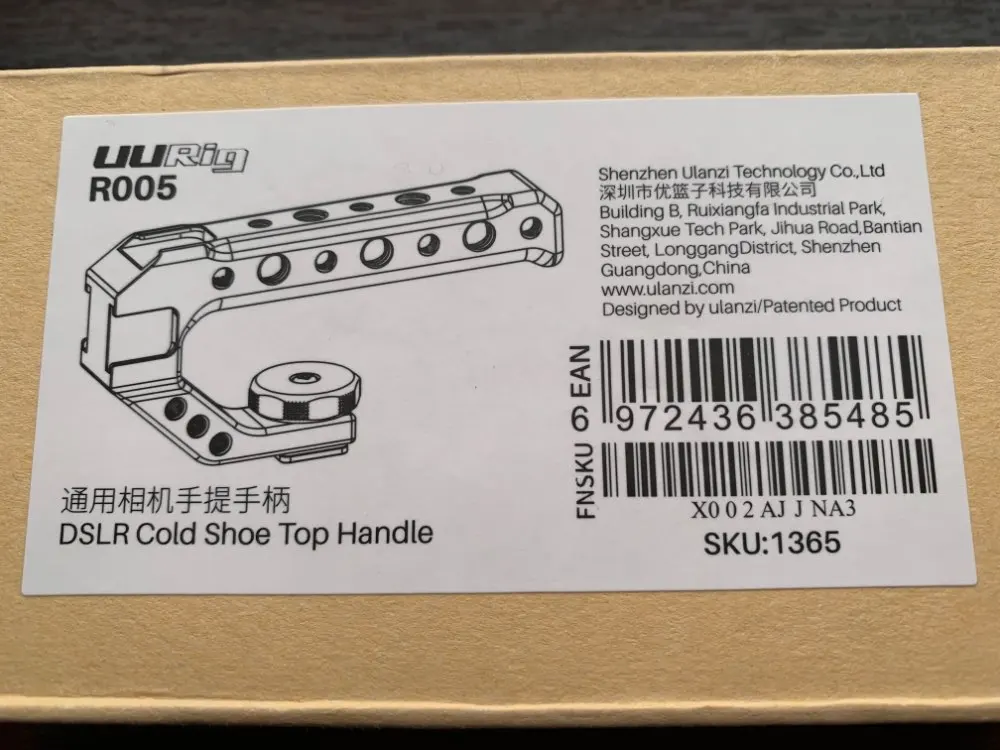 UURig
R005
通用相机手提手柄
DSLR Cold Shoe Top Handle
Shenzhen Ulanzi Technology Co.,Ltd
深圳市优篮子科技有限公司
Building B, Ruixiangfa Industrial Park,
Shangxue Tech Park, Jihua Road,Bantian
Street, LonggangDistrict, Shenzhen
Guangdong,China
www.ulanzi.com
Designed by ulanzi/Patented Product
EAN
6 972436 385485
FNSKU
X002AJJNA3
SKU:1365